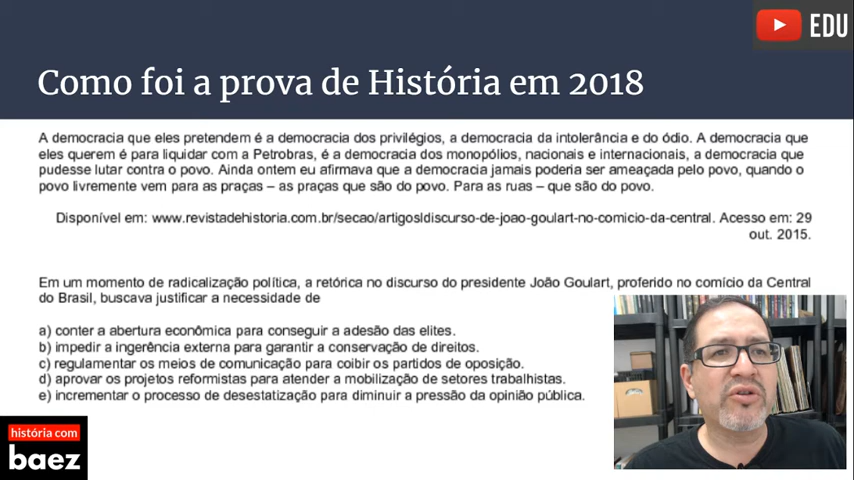 EDU
Como foi a prova de História em 2018
A democracia que eles pretendem é a democracia dos privilégios, a democracia da intolerância e do ódio. A democracia que
eles querem é para liquidar com a Petrobras, é a democracia dos monopólios, nacionais e internacionais, a democracia que
pudesse lutar contra o povo. Ainda ontem eu afirmava que a democracia jamais poderia ser ameaçada pelo povo, quando o
povo livremente vem para as praças – as praças que são do povo. Para as ruas – que são do povo.
Disponível em: www.revistadehistoria.com.br/secao/artigosldiscurso-de-joao-goulart-no-comicio-da-central. Acesso em: 29
out. 2015.
Em um momento de radicalização política, a retórica no discurso do presidente João Goulart, proferido no comício da Central
do Brasil, buscava justificar a necessidade de
a) conter a abertura econômica para conseguir a adesão das elites.
b) impedir a ingerência externa para garantir a conservação de direitos.
c) regulamentar os meios de comunicação para coibir os partidos de oposição.
d) aprovar os projetos reformistas para atender a mobilização de setores trabalhistas.
e) incrementar o processo de desestatização para diminuir a pressão da opinião pública.
história com
baez